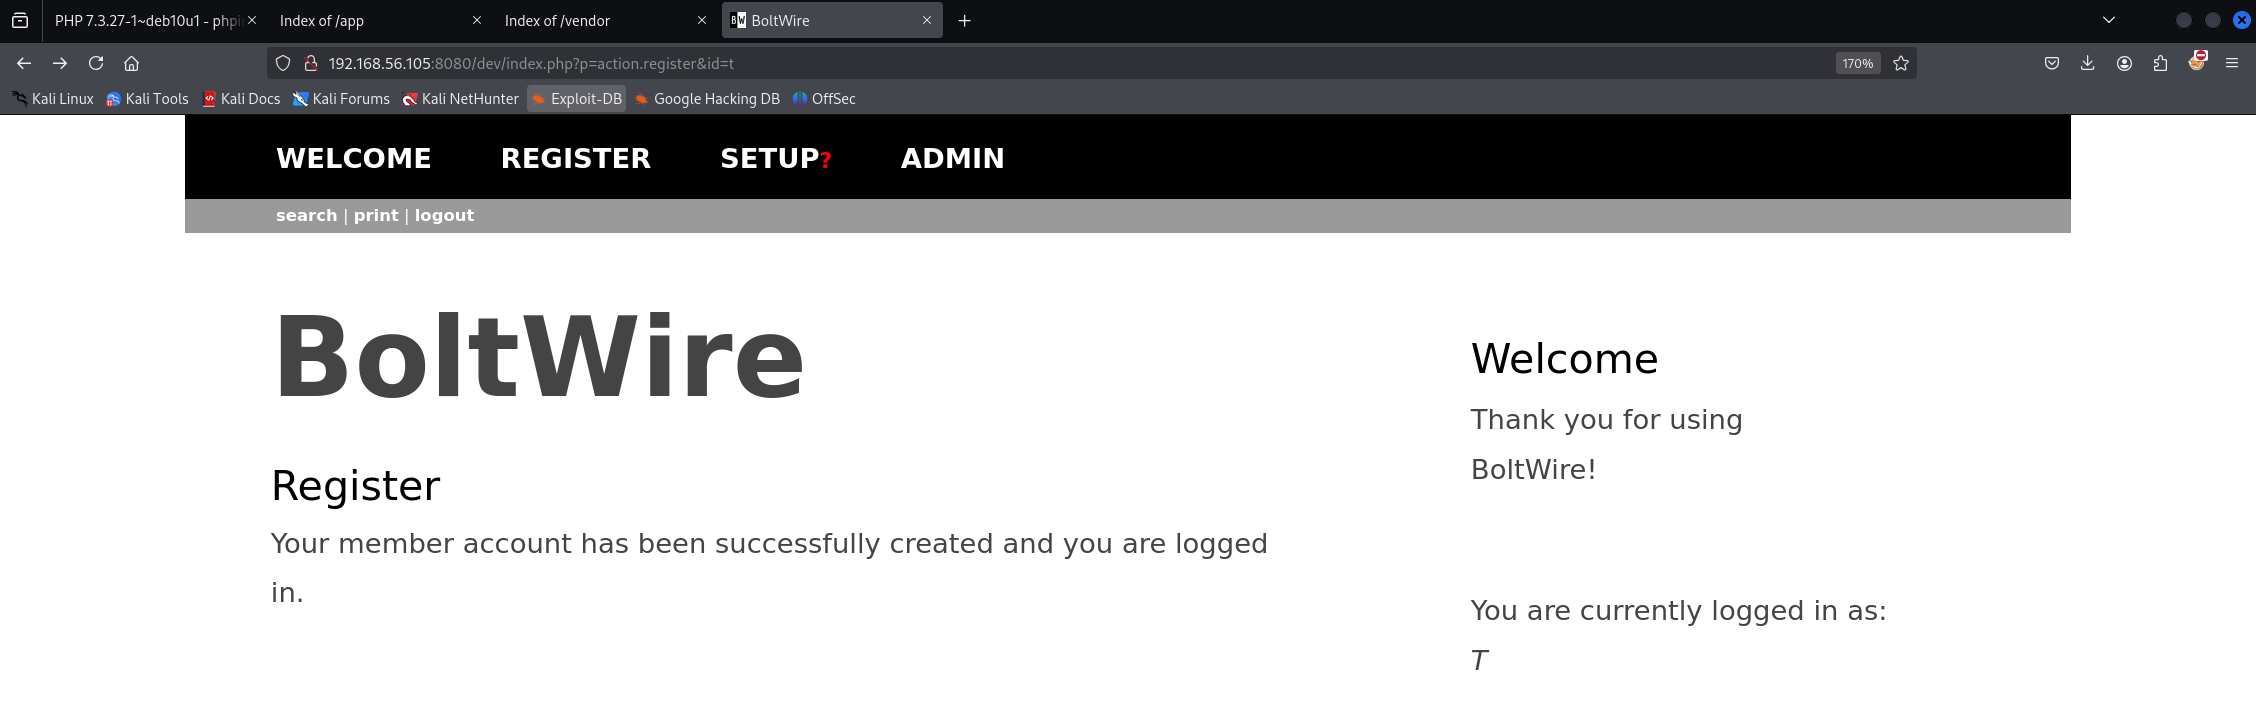 PHP 7.3.27-1~deb10u1 - phpi
Index of /app
Index of /vendor
BW BoltWire
192.168.56.105:8080/dev/index.php?p=action.register&id=t
170%
Kali Linux Kali Tools Kali Docs Kali Forums Kali NetHunter Exploit-DB Google Hacking DB OffSec
WELCOME REGISTER SETUP? ADMIN
search | print | logout
BoltWire
Register
Your member account has been successfully created and you are logged
in.
Welcome
Thank you for using
BoltWire!
You are currently logged in as:
T